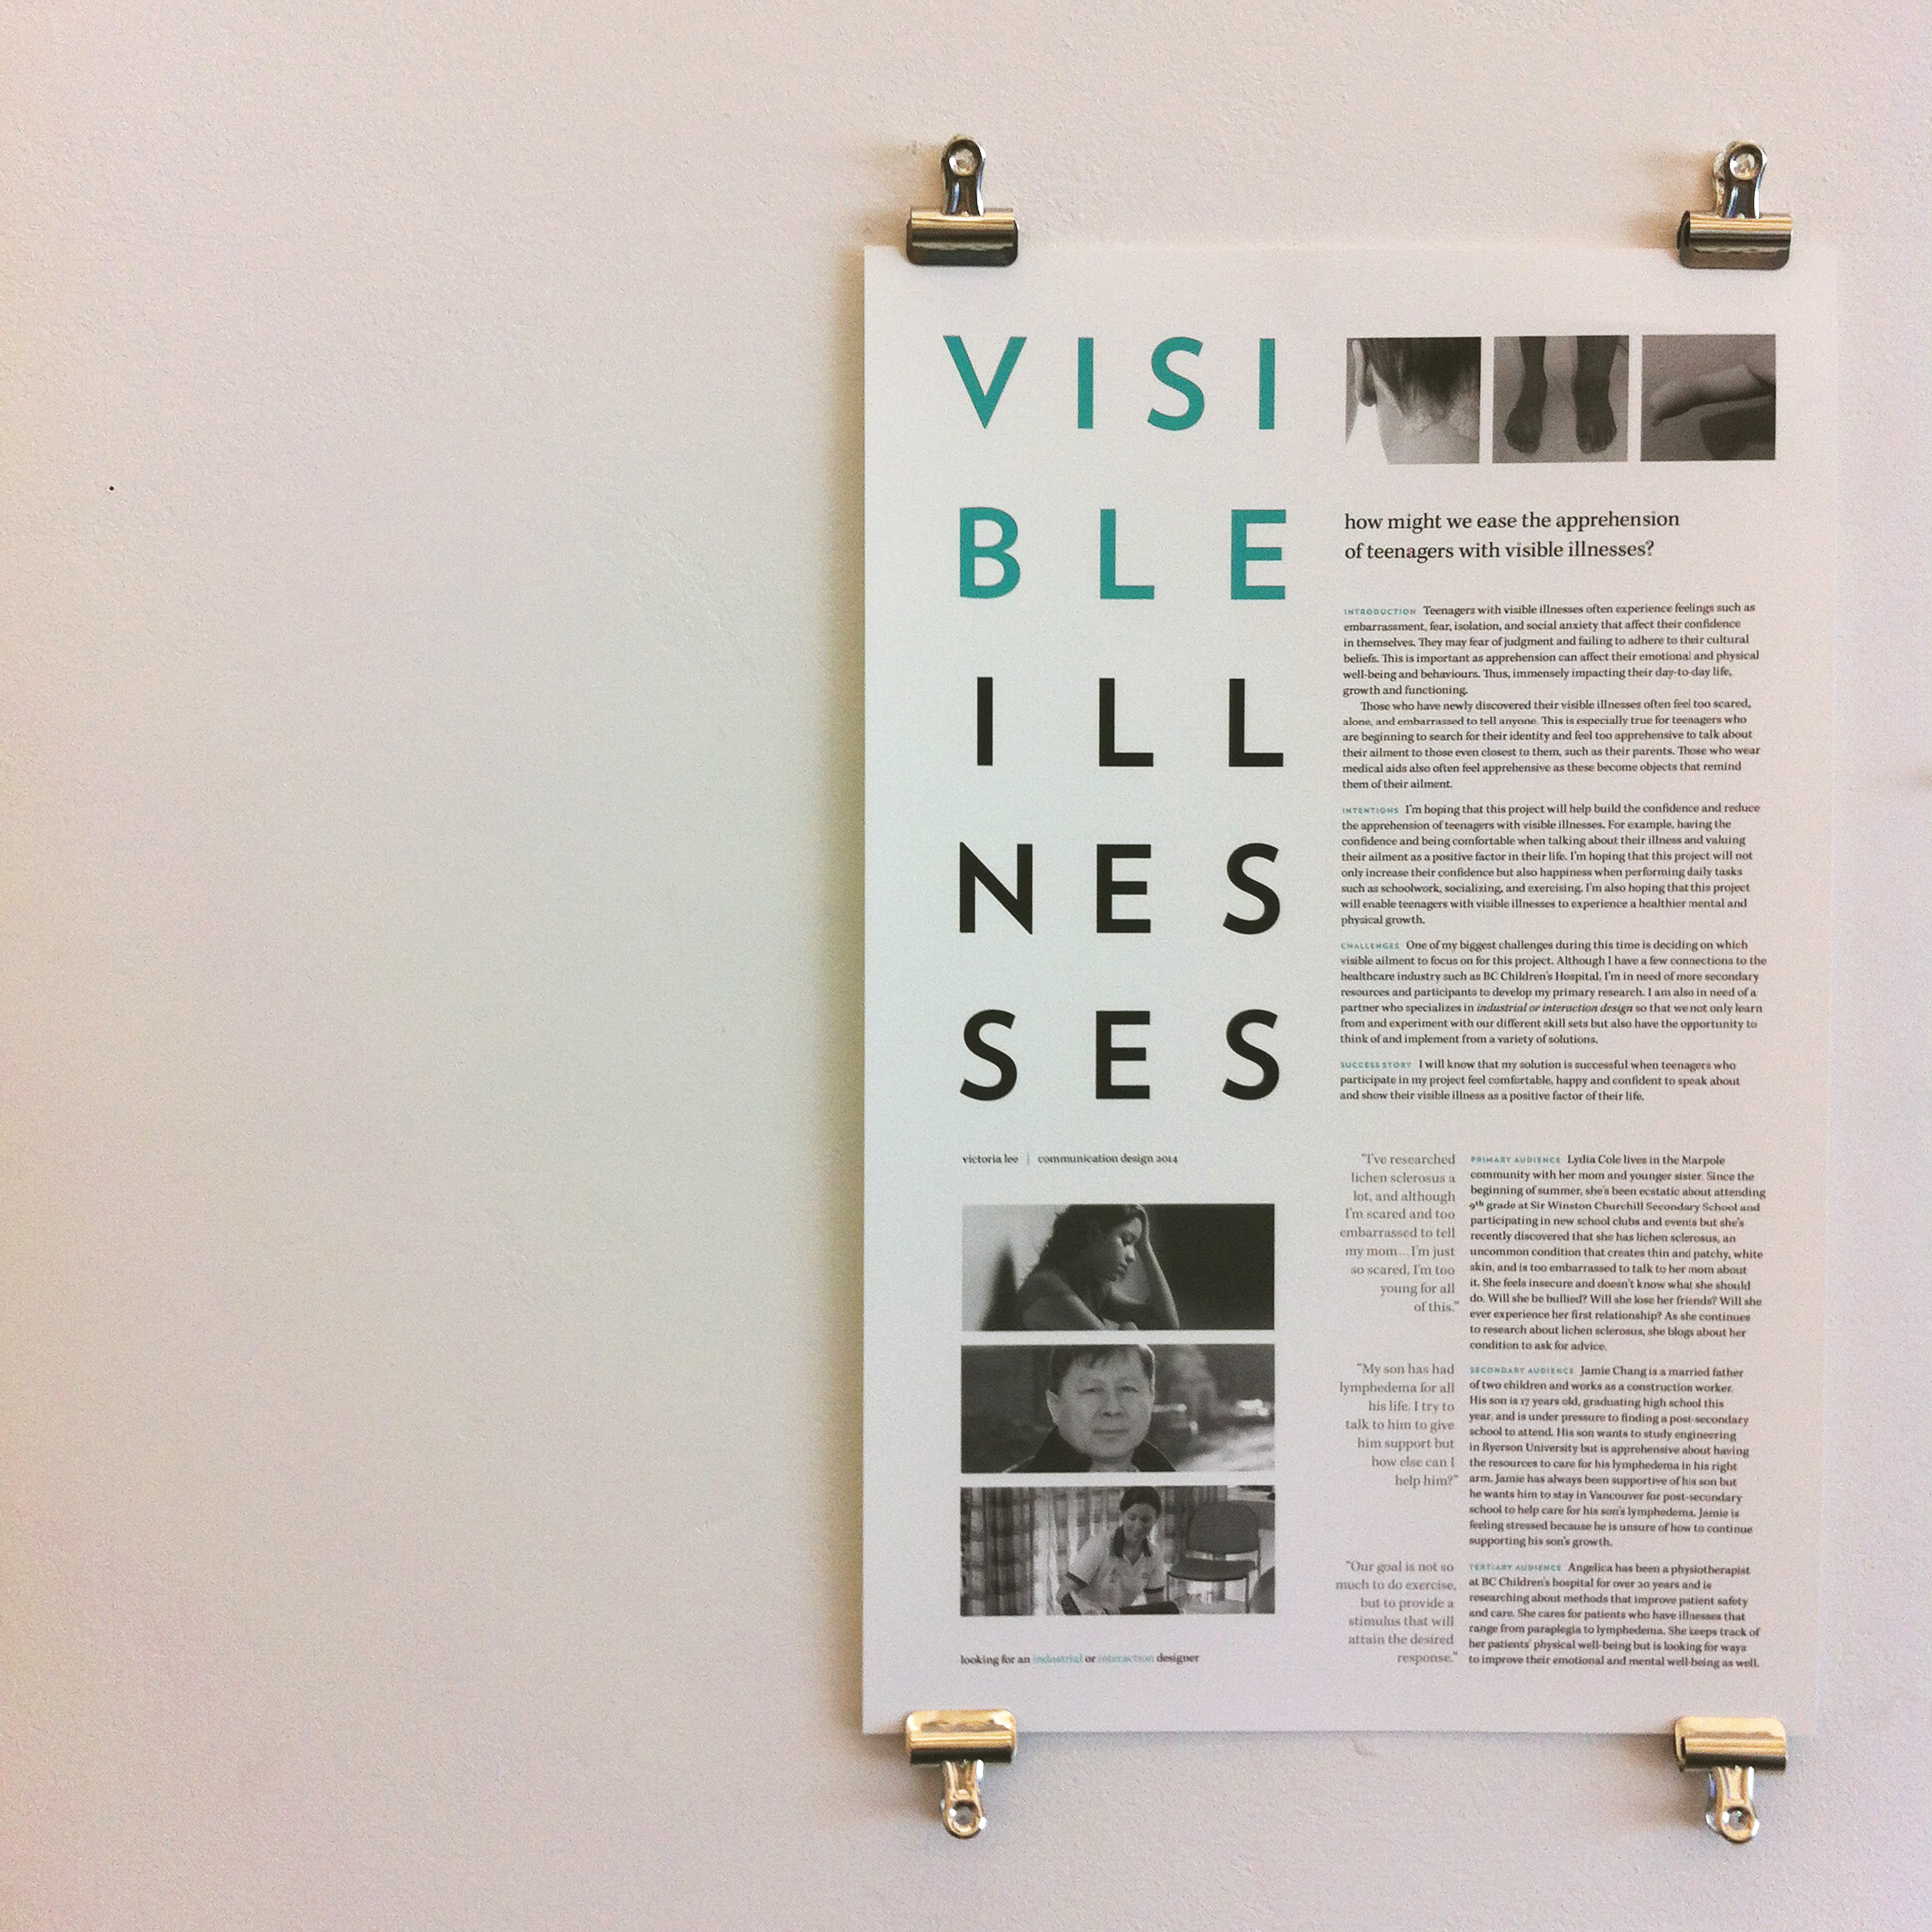 VISI
BLE
ILL
NES
SES
victoria lee | communication design 2014
looking for an industrial or interaction designer
how might we ease the apprehension
of teenagers with visible illnesses?
INTRODUCTION Teenagers with visible illnesses often experience feelings such as
embarrassment, fear, isolation, and social anxiety that affect their confidence
in themselves. They may fear of judgment and failing to adhere to their cultural
beliefs. This is important as apprehension can affect their emotional and physical
well-being and behaviours. Thus, immensely impacting their day-to-day life,
growth and functioning.
Those who have newly discovered their visible illnesses often feel too scared,
alone, and embarrassed to tell anyone. This is especially true for teenagers who
are beginning to search for their identity and feel too apprehensive to talk about
their ailment to those even closest to them, such as their parents. Those who wear
medical aids also often feel apprehensive as these become objects that remind
them of their ailment.
INTENTIONS I'm hoping that this project will help build the confidence and reduce
the apprehension of teenagers with visible illnesses. For example, having the
confidence and being comfortable when talking about their illness and valuing
their ailment as a positive factor in their life. I'm hoping that this project will not
only increase their confidence but also happiness when performing daily tasks
such as schoolwork, socializing, and exercising. I'm also hoping that this project
will enable teenagers with visible illnesses to experience a healthier mental and
physical growth.
CHALLENGES One of my biggest challenges during this time is deciding on which
visible ailment to focus on for this project. Although I have a few connections to the
healthcare industry such as BC Children's Hospital, I'm in need of more secondary
resources and participants to develop my primary research. I am also in need of a
partner who specializes in industrial or interaction design so that we not only learn
from and experiment with our different skill sets but also have the opportunity to
think of and implement from a variety of solutions.
SUCCESS STORY I will know that my solution is successful when teenagers who
participate in my project feel comfortable, happy and confident to speak about
and show their visible illness as a positive factor of their life.
"I've researched
lichen sclerosus a
lot, and although
I'm scared and too
embarrassed to tell
my mom... I'm just
so scared, I'm too
young for all
of this."
PRIMARY AUDIENCE Lydia Cole lives in the Marpole
community with her mom and younger sister. Since the
beginning of summer, she's been ecstatic about attending
9th grade at Sir Winston Churchill Secondary School and
participating in new school clubs and events but she's
recently discovered that she has lichen sclerosus, an
uncommon condition that creates thin and patchy, white
skin, and is too embarrassed to talk to her mom about
it. She feels insecure and doesn't know what she should
do. Will she be bullied? Will she lose her friends? Will she
ever experience her first relationship? As she continues
to research about lichen sclerosus, she blogs about her
condition to ask for advice.
"My son has had
lymphedema for all
his life. I try to
talk to him to give
him support but
how else can I
help him?"
SECONDARY AUDIENCE Jamie Chang is a married father
of two children and works as a construction worker.
His son is 17 years old, graduating high school this
year, and is under pressure to finding a post-secondary
school to attend. His son wants to study engineering
in Ryerson University but is apprehensive about having
the resources to care for his lymphedema in his right
arm. Jamie has always been supportive of his son but
he wants him to stay in Vancouver for post-secondary
school to help care for his son's lymphedema. Jamie is
feeling stressed because he is unsure of how to continue
supporting his son's growth.
"Our goal is not so
much to do exercise,
but to provide a
stimulus that will
attain the desired
response."
TERTIARY AUDIENCE Angelica has been a physiotherapist
at BC Children's hospital for over 20 years and is
researching about methods that improve patient safety
and care. She cares for patients who have illnesses that
range from paraplegia to lymphedema. She keeps track of
her patients' physical well-being but is looking for ways
to improve their emotional and mental well-being as well.